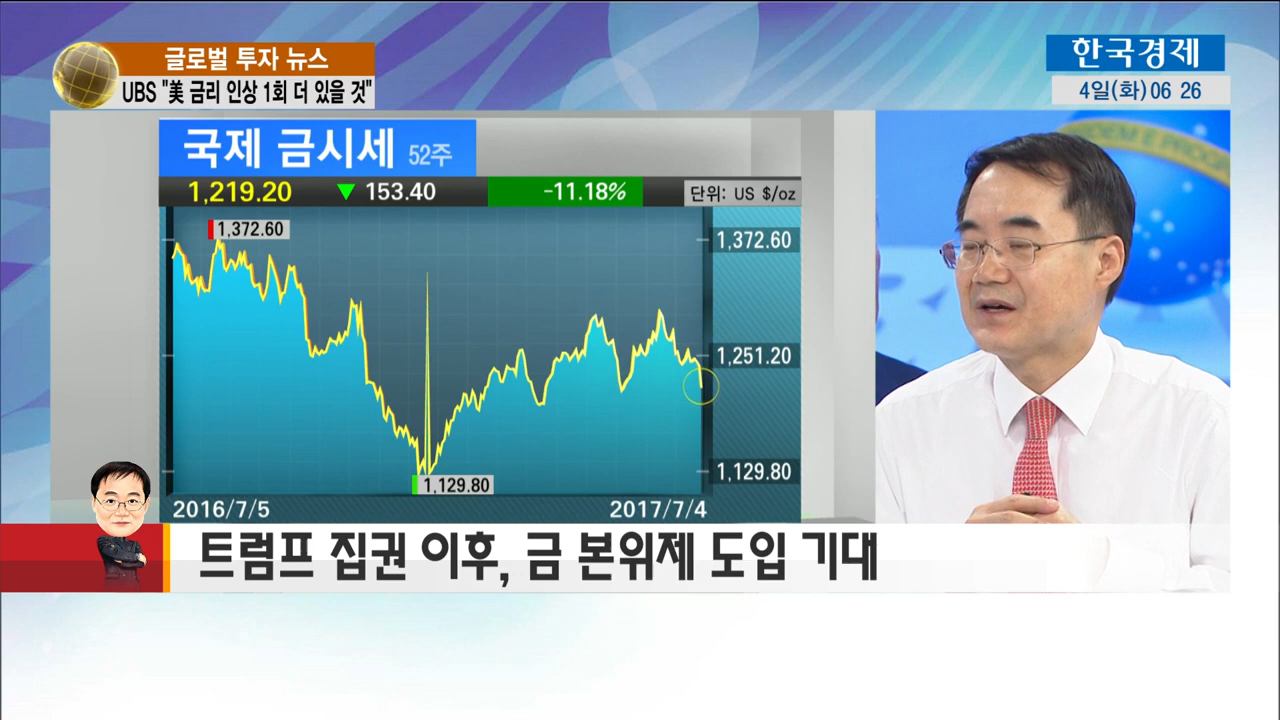 글로벌 투자 뉴스
UBS "美 금리 인상 1회 더 있을 것"
한국경제
4일(화) 06 26
국제 금시세 52주
1,219.20 ▼ 153.40 -11.18% 단위: US $/oz
1,372.60
1,372.60
1,251.20
1,129.80
1,129.80
2016/7/5 2017/7/4
트럼프 집권 이후, 금 본위제 도입 기대